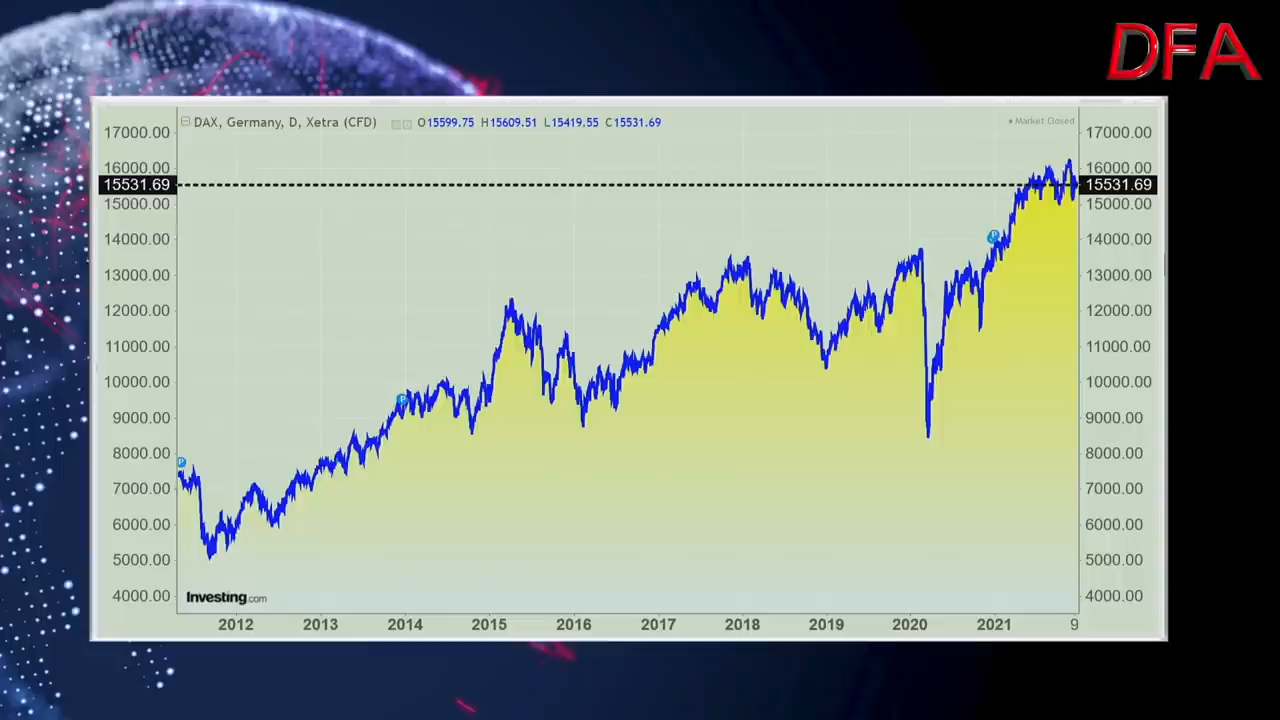 DFA
DAX, Germany, D, Xetra (CFD) O15599.75 H15609.51 L15419.55 C15531.69
Market Closed
17000.00 17000.00
16000.00 16000.00
15531.69 15531.69
15000.00 15000.00
14000.00 14000.00
13000.00 13000.00
12000.00 12000.00
11000.00 11000.00
10000.00 10000.00
9000.00 9000.00
8000.00 8000.00
7000.00 7000.00
6000.00 6000.00
5000.00 5000.00
4000.00 4000.00
P
P
P
Investing.com
2012 2013 2014 2015 2016 2017 2018 2019 2020 2021 9